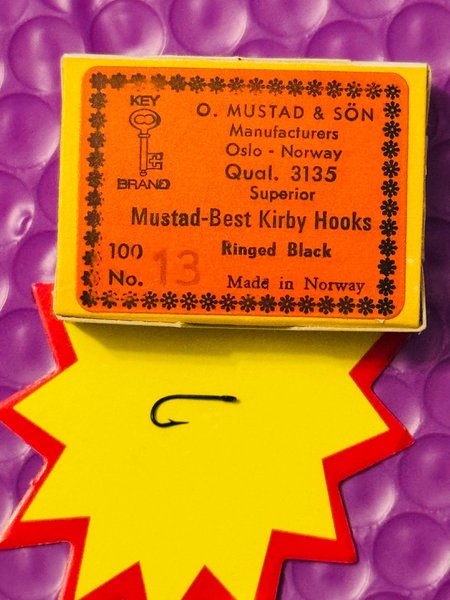 KEY
BRAND
O. MUSTAD & SÖN
Manufacturers
Oslo - Norway
Qual. 3135
Superior
Mustad-Best Kirby Hooks
100 Ringed Black
No. 13 Made in Norway